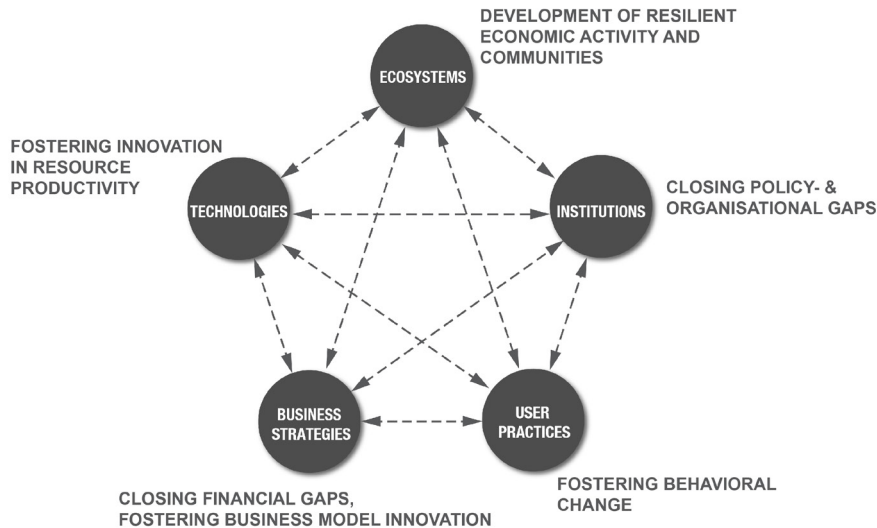 DEVELOPMENT OF RESILIENT
ECONOMIC ACTIVITY AND
COMMUNITIES
ECOSYSTEMS
FOSTERING INNOVATION
IN RESOURCE
PRODUCTIVITY
TECHNOLOGIES
INSTITUTIONS
CLOSING POLICY- &
ORGANISATIONAL GAPS
BUSINESS
STRATEGIES
USER
PRACTICES
CLOSING FINANCIAL GAPS,
FOSTERING BUSINESS MODEL INNOVATION
FOSTERING BEHAVIORAL
CHANGE